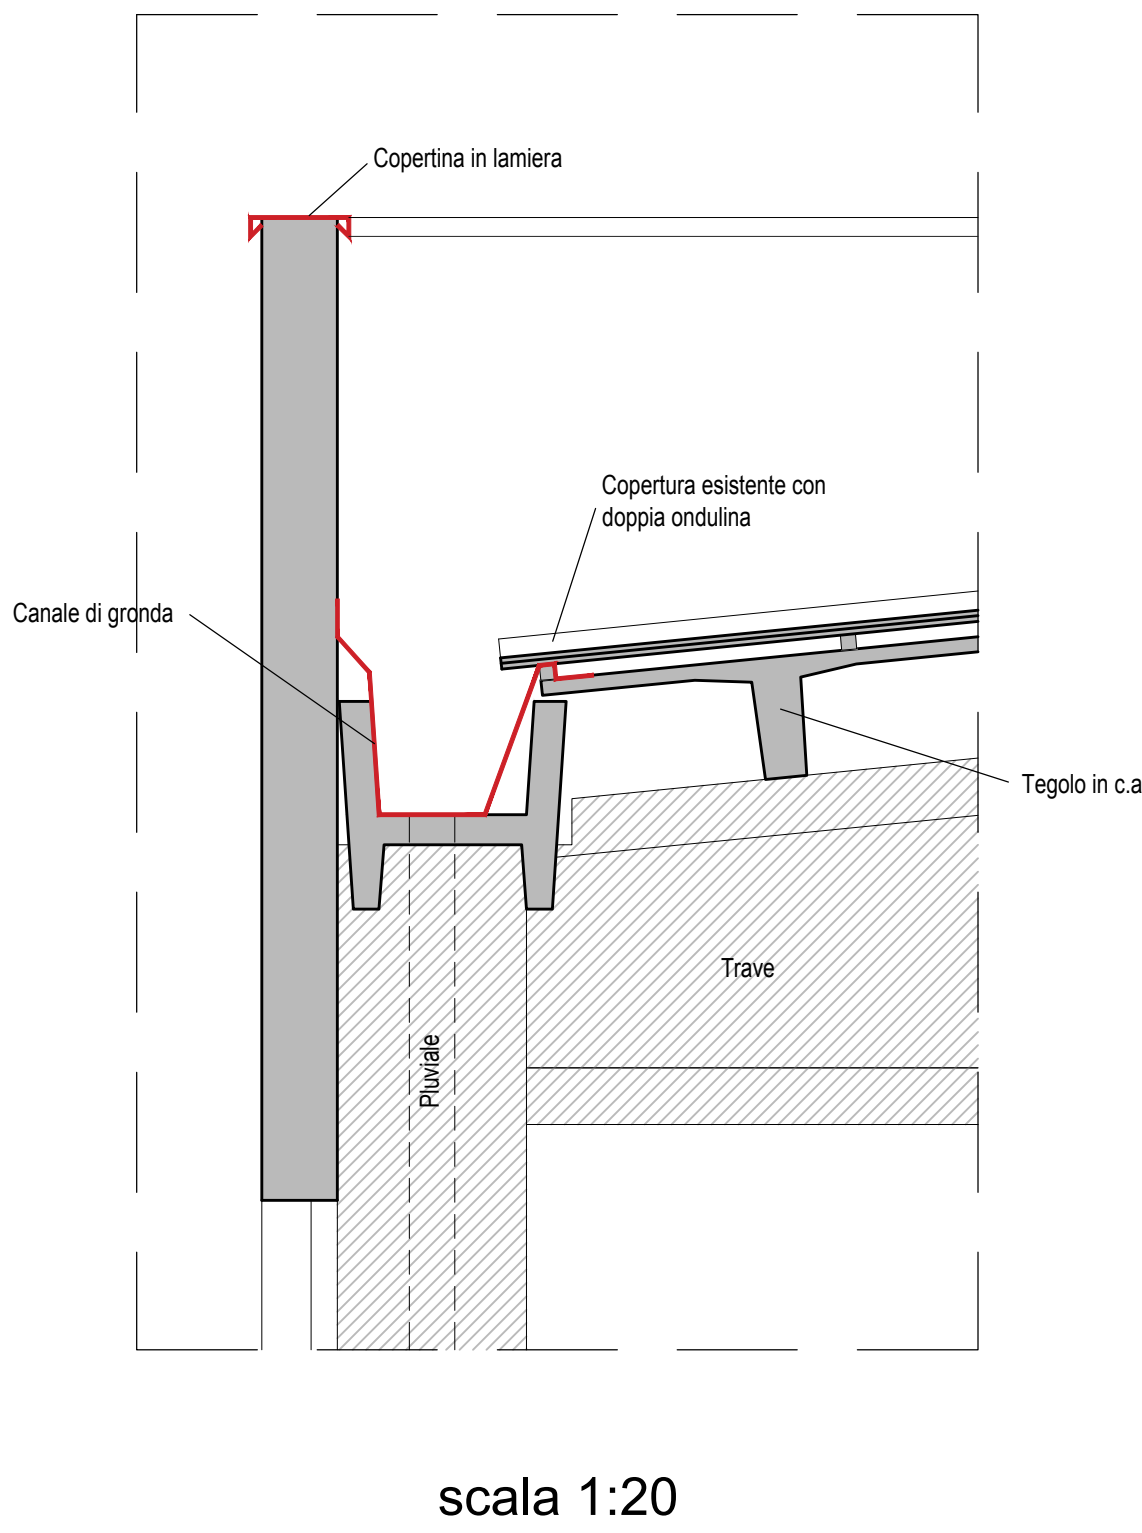 Copertina in lamiera
Copertura esistente con
doppia ondulina
Canale di gronda
Tegolo in c.a
Trave
Pluviale
scala 1:20